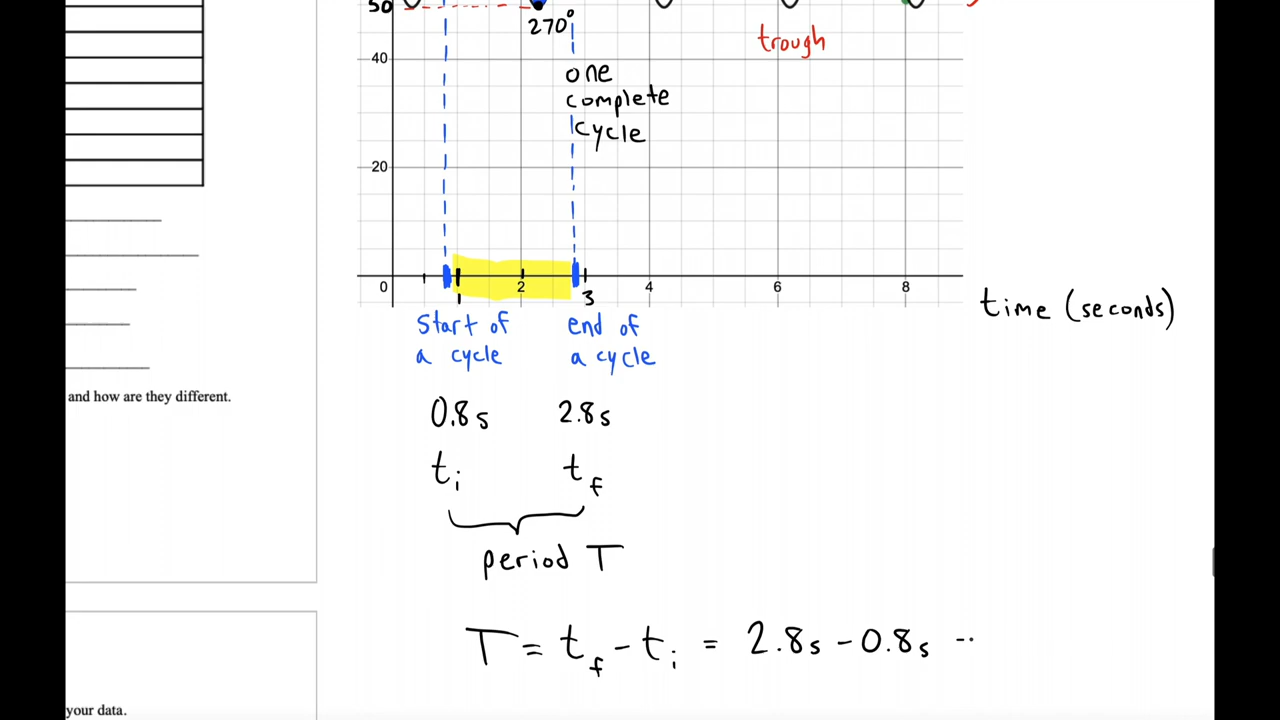 50
270°
trough
40
one
complete
cycle
20
0
2
3
4
6
8
time (seconds)
start of
a cycle
end of
a cycle
and how are they different.
0.8s
2.8s
ti
tf
period T
T = tf - ti = 2.8s - 0.8s
your data.